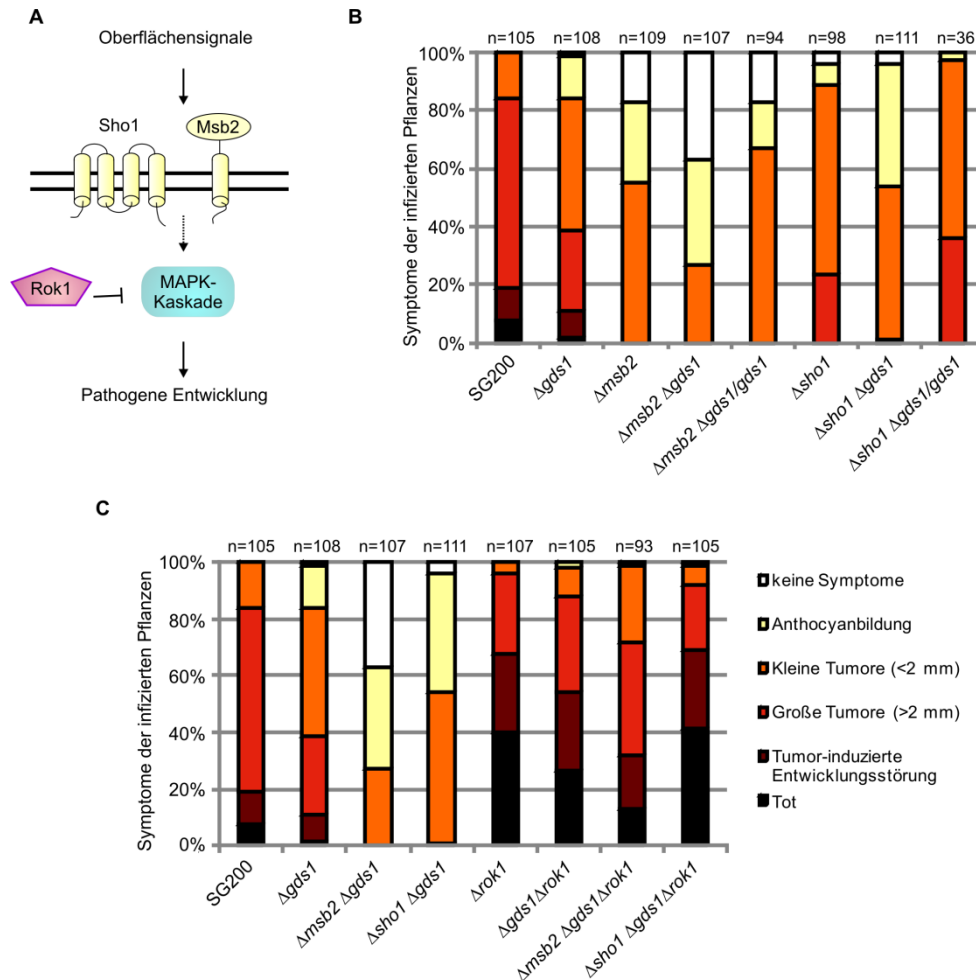 A
Oberflächensignale
Sho1
Msb2
Rok1
MAPK-
Kaskade
Pathogene Entwicklung
B
n=105 n=108 n=109 n=107 n=94 n=98 n=111 n=36
Symptome der infizierten Pflanzen
100%
80%
60%
40%
20%
0%
SG200
Δgds1
Δmsb2
Δmsb2 Δgds1
Δmsb2 Δgds1/gds1
Δsho1
Δsho1 Δgds1
Δsho1 Δgds1/gds1
C
n=105 n=108 n=107 n=111 n=107 n=105 n=93 n=105
Symptome der infizierten Pflanzen
100%
80%
60%
40%
20%
0%
SG200
Δgds1
Δmsb2 Δgds1
Δsho1 Δgds1
Δrok1
Δgds1Δrok1
Δmsb2 Δgds1Δrok1
Δsho1 Δgds1Δrok1
keine Symptome
Anthocyanbildung
Kleine Tumore (<2 mm)
Große Tumore (>2 mm)
Tumor-induzierte
Entwicklungsstörung
Tot